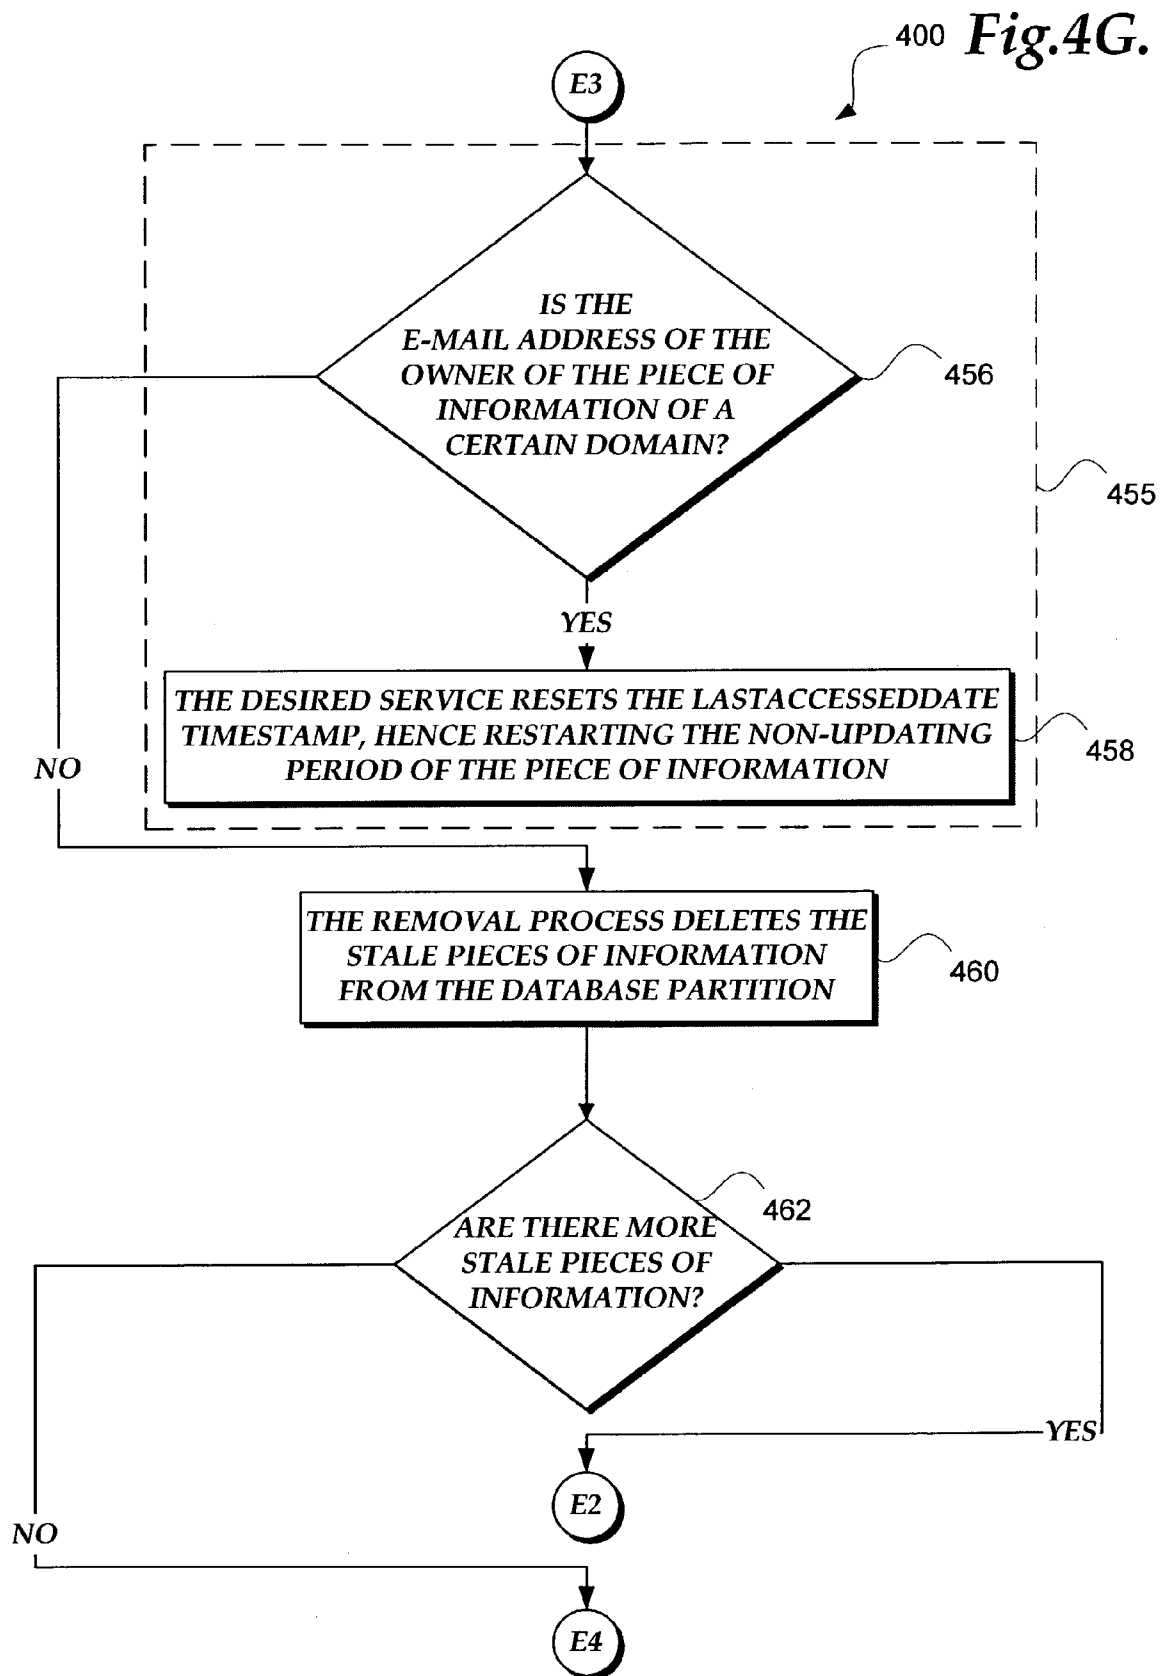 400 Fig.4G.
E3
IS THE
E-MAIL ADDRESS OF THE
OWNER OF THE PIECE OF
INFORMATION OF A
CERTAIN DOMAIN?
456
455
YES
THE DESIRED SERVICE RESETS THE LASTACCESSEDDATE
TIMESTAMP, HENCE RESTARTING THE NON-UPDATING
PERIOD OF THE PIECE OF INFORMATION
458
NO
THE REMOVAL PROCESS DELETES THE
STALE PIECES OF INFORMATION
FROM THE DATABASE PARTITION
460
462
ARE THERE MORE
STALE PIECES OF
INFORMATION?
YES
E2
NO
E4